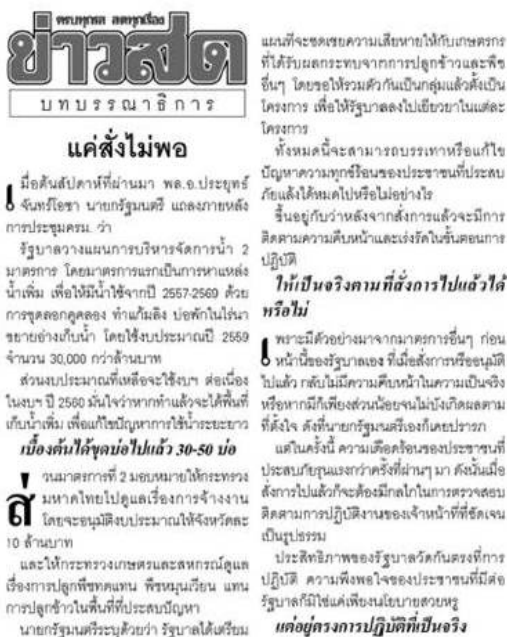 ครบทุกรส สดทุกเรื่อง
ข่าวสด
บทบรรณาธิการ
แค่สั่งไม่พอ
เมื่อต้นสัปดาห์ที่ผ่านมา พล.อ.ประยุทธ์
จันทร์โอชา นายกรัฐมนตรี แถลงภายหลัง
การประชุมครม. ว่า
รัฐบาลวางแผนการบริหารจัดการน้ำ 2
มาตรการ โดยมาตรการแรกเป็นการหาแหล่ง
น้ำเพิ่ม เพื่อให้มีน้ำใช้จากปี 2557-2569 ด้วย
การขุดลอกคูคลอง ทำแก้มลิง บ่อพักในไร่นา
ขยายอ่างเก็บน้ำ โดยใช้งบประมาณปี 2559
จำนวน 30,000 กว่าล้านบาท
ส่วนงบประมาณที่เหลือจะใช้งบฯ ต่อเนื่อง
ในงบฯ ปี 2560 มั่นใจว่าหากทำแล้วจะได้พื้นที่
เก็บน้ำเพิ่ม เพื่อแก้ไขปัญหาการใช้น้ำระยะยาว
เบื้องต้นได้ขุดบ่อไปแล้ว 30-50 บ่อ
ส่วนมาตรการที่ 2 มอบหมายให้กระทรวง
มหาดไทยไปดูแลเรื่องการจ้างงาน
โดยจะอนุมัติงบประมาณให้จังหวัดละ
10 ล้านบาท
และให้กระทรวงเกษตรและสหกรณ์ดูแล
เรื่องการปลูกพืชทดแทน พืชหมุนเวียน แทน
การปลูกข้าวในพื้นที่ที่ประสบปัญหา
นายกรัฐมนตรีระบุด้วยว่า รัฐบาลได้เตรียม
แผนที่จะชดเชยความเสียหายให้กับเกษตรกร
ที่ได้รับผลกระทบจากการปลูกข้าวและพืช
อื่นๆ โดยขอให้รวมตัวกันเป็นกลุ่มแล้วตั้งเป็น
โครงการ เพื่อให้รัฐบาลลงไปเยียวยาในแต่ละ
โครงการ
ทั้งหมดนี้จะสามารถบรรเทาหรือแก้ไข
ปัญหาความทุกข์ร้อนของประชาชนที่ประสบ
ภัยแล้งได้หมดไปหรือไม่อย่างไร
ขึ้นอยู่กับว่าหลังจากสั่งการแล้วจะมีการ
ติดตามความคืบหน้าและเร่งรัดในขั้นตอนการ
ปฏิบัติ
ให้เป็นจริงตามที่สั่งการไปแล้วได้
หรือไม่
เพราะมีตัวอย่างมาจากมาตรการอื่นๆ ก่อน
หน้านี้ของรัฐบาลเอง ที่เมื่อสั่งการหรืออนุมัติ
ไปแล้ว กลับไม่มีความคืบหน้าในความเป็นจริง
หรือหากมีก็เพียงส่วนน้อยจนไม่บังเกิดผลตาม
ที่ตั้งใจ ดังที่นายกรัฐมนตรีเองก็เคยปรารภ
แต่ในครั้งนี้ ความเดือดร้อนของประชาชนที่
ประสบภัยรุนแรงกว่าครั้งที่ผ่านๆ มา ดังนั้นเมื่อ
สั่งการไปแล้วก็จะต้องมีกลไกในการตรวจสอบ
ติดตามการปฏิบัติงานของเจ้าหน้าที่ที่ชัดเจน
เป็นรูปธรรม
ประสิทธิภาพของรัฐบาลวัดกันตรงที่การ
ปฏิบัติ ความพึงพอใจของประชาชนที่มีต่อ
รัฐบาลก็มิใช่แค่เพียงนโยบายสวยหรู
แต่อยู่ตรงการปฏิบัติที่เป็นจริง